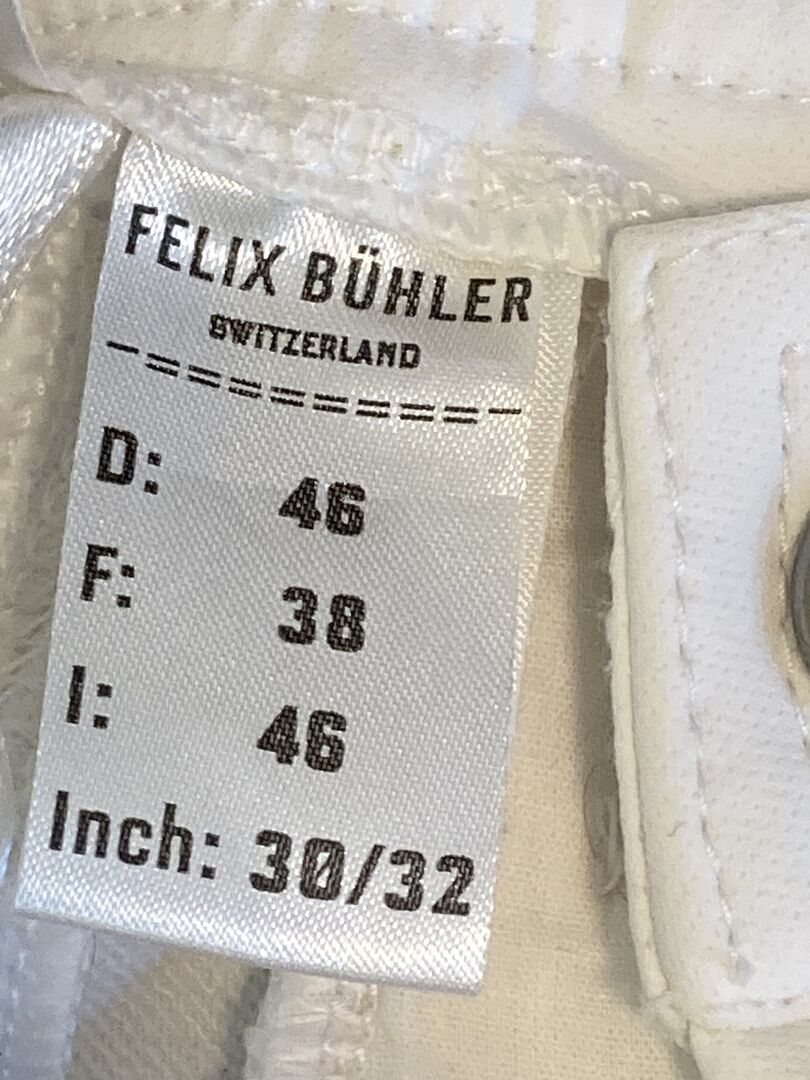 FELIX BÜHLER
SWITZERLAND
D: 46
F: 38
I: 46
Inch: 30/32